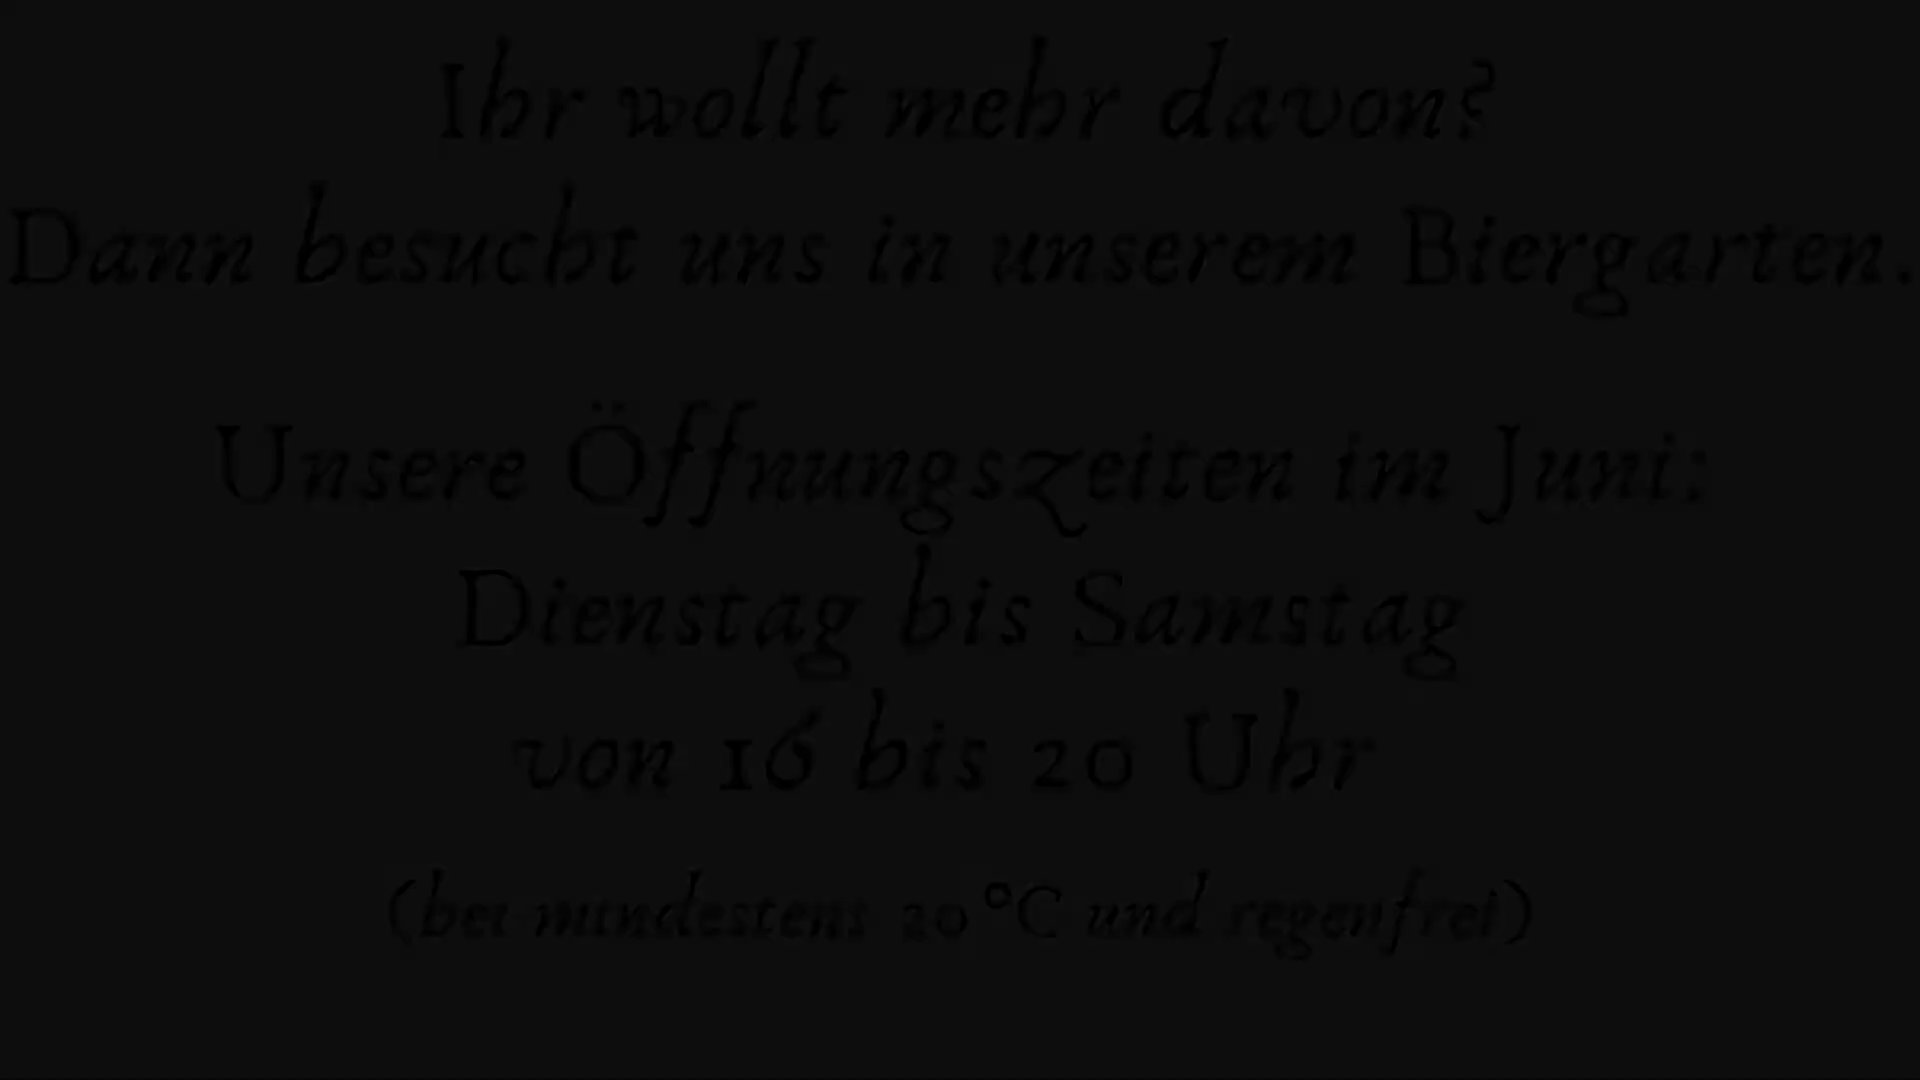 Ihr wollt mehr davon?
Dann besucht uns in unserem Biergarten.
Unsere Öffnungszeiten im Juni:
Dienstag bis Samstag
von 16 bis 20 Uhr
(bei mindestens 20 °C und regenfrei)